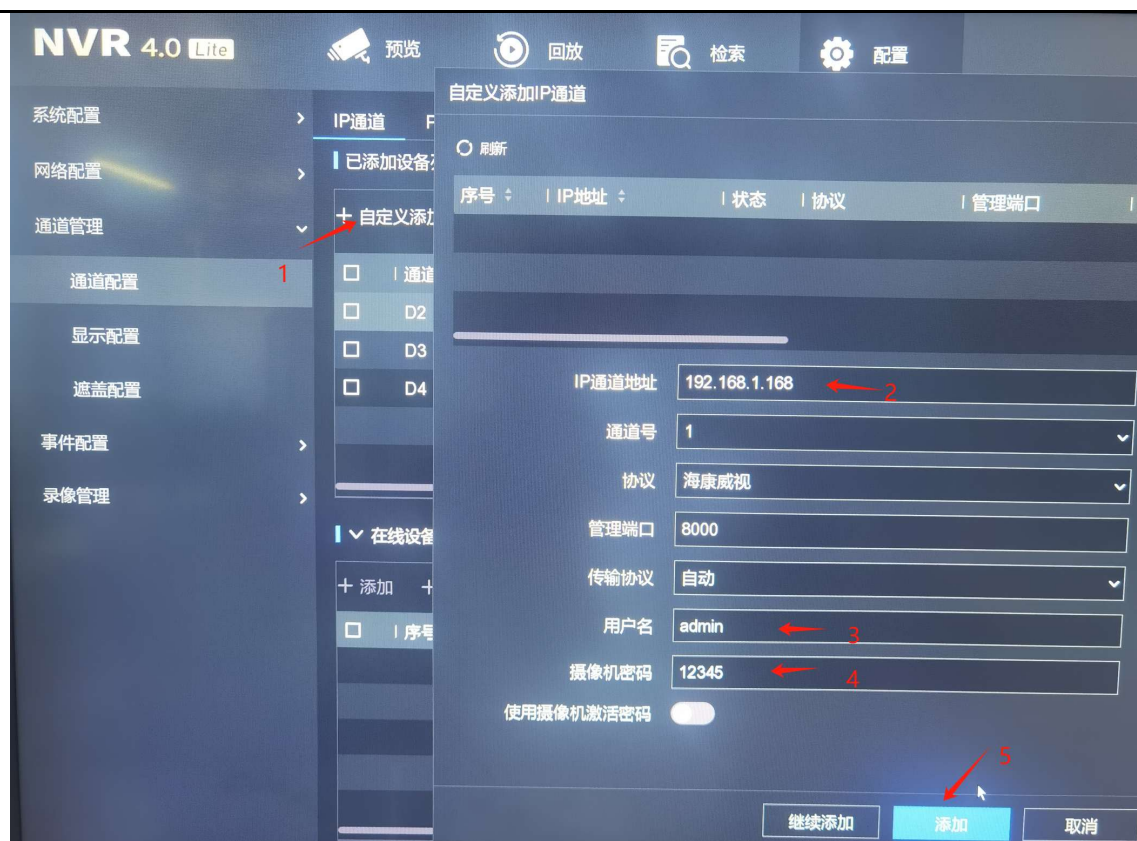 NVR 4.0 Lite 预览 回放 检索 配置
自定义添加IP通道
系统配置
IP通道
刷新
网络配置
已添加设备
序号 IP地址 状态 协议 管理端口
通道管理
+ 自定义添加
1
通道配置
通道
D2
显示配置
D3
遮盖配置
D4
IP通道地址 192.168.1.168 2
通道号 1
事件配置
协议 海康威视
录像管理
管理端口 8000
在线设备
传输协议 自动
+ 添加 +
用户名 admin 3
序号
摄像机密码 12345 4
使用摄像机激活密码
5
继续添加 添加 取消